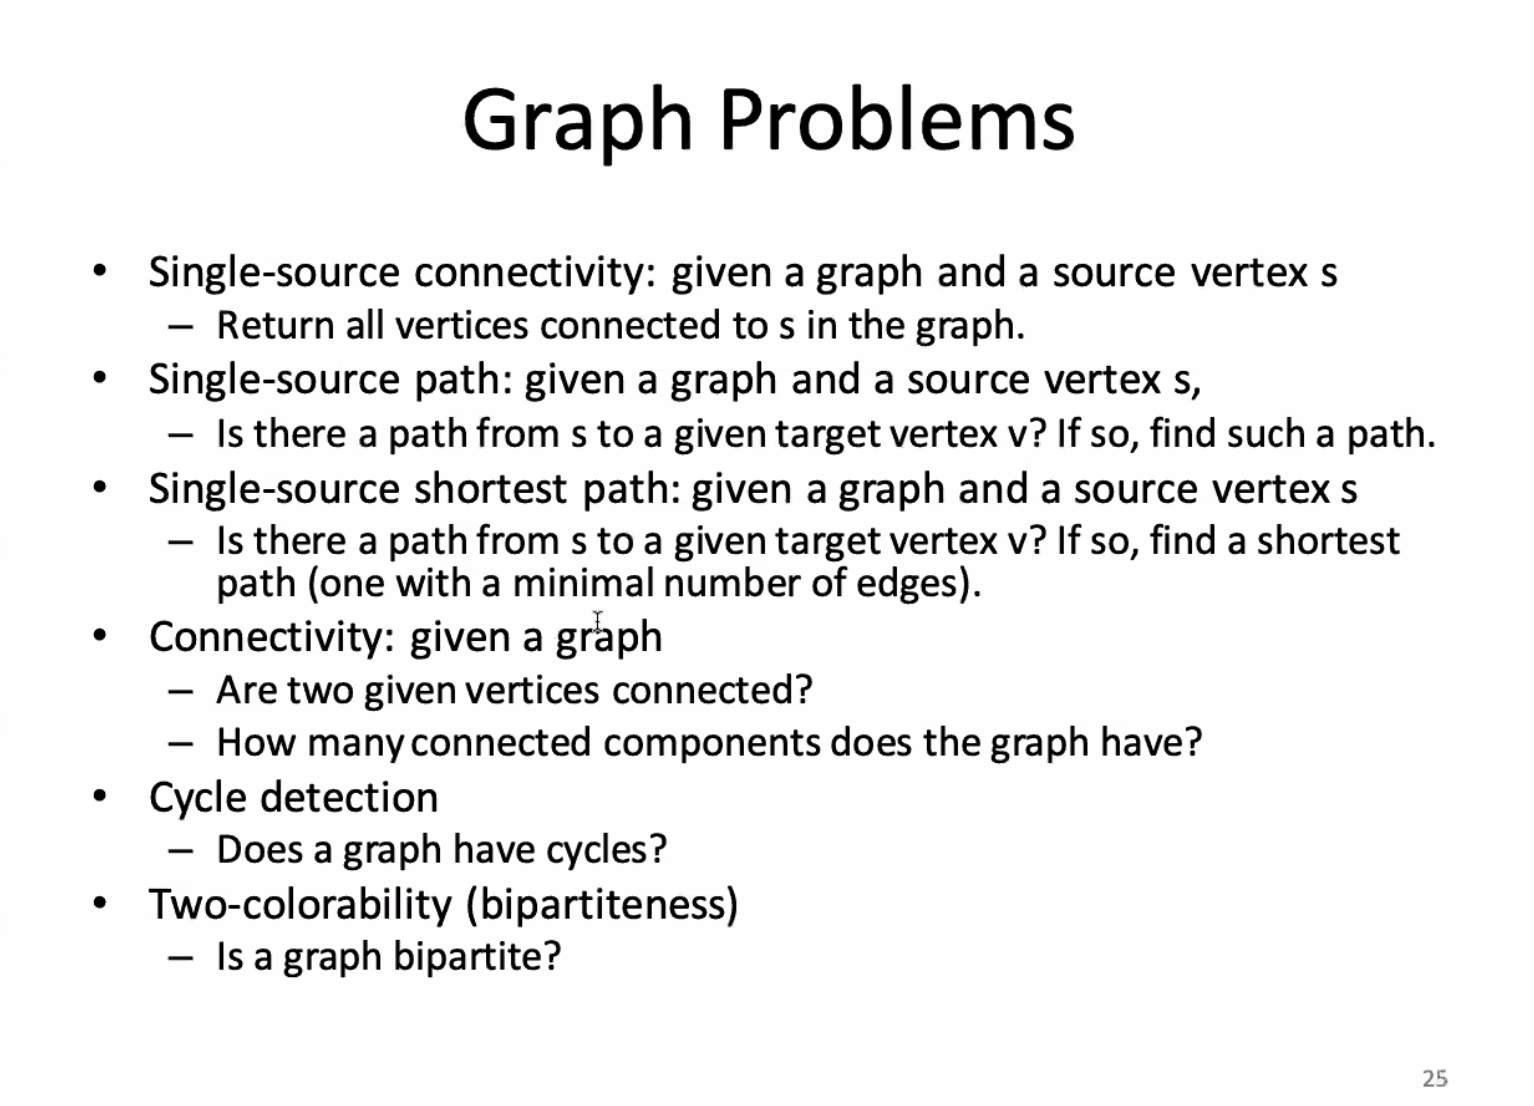 Graph Problems
• Single-source connectivity: given a graph and a source vertex s
– Return all vertices connected to s in the graph.
• Single-source path: given a graph and a source vertex s,
– Is there a path from s to a given target vertex v? If so, find such a path.
• Single-source shortest path: given a graph and a source vertex s
– Is there a path from s to a given target vertex v? If so, find a shortest
path (one with a minimal number of edges).
• Connectivity: given a graph
– Are two given vertices connected?
– How many connected components does the graph have?
• Cycle detection
– Does a graph have cycles?
• Two-colorability (bipartiteness)
– Is a graph bipartite?
25